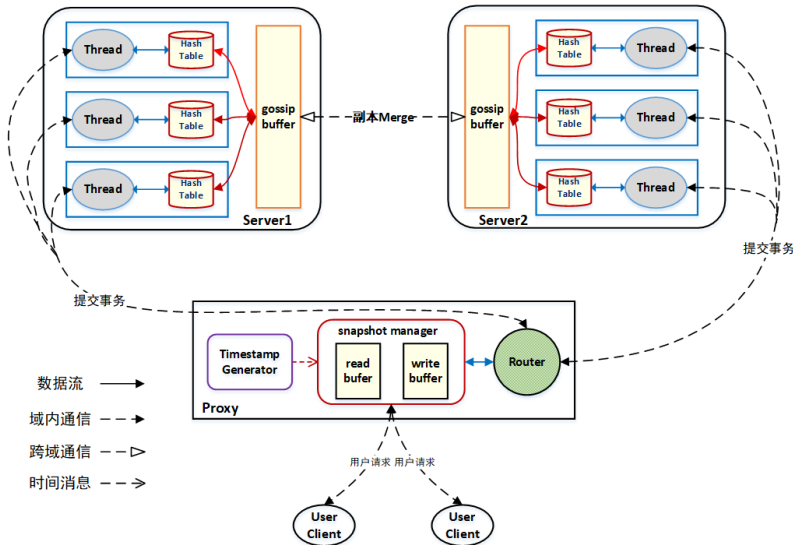 Thread
Hash
Table
Thread
Hash
Table
Thread
Hash
Table
gossip
buffer
Server1
副本Merge
gossip
buffer
Hash
Table
Thread
Hash
Table
Thread
Hash
Table
Thread
Server2
提交事务
提交事务
Timestamp
Generator
snapshot manager
read
bufer
write
buffer
Router
Proxy
数据流
域内通信
跨域通信
时间消息
用户请求
用户请求
User
Client
User
Client